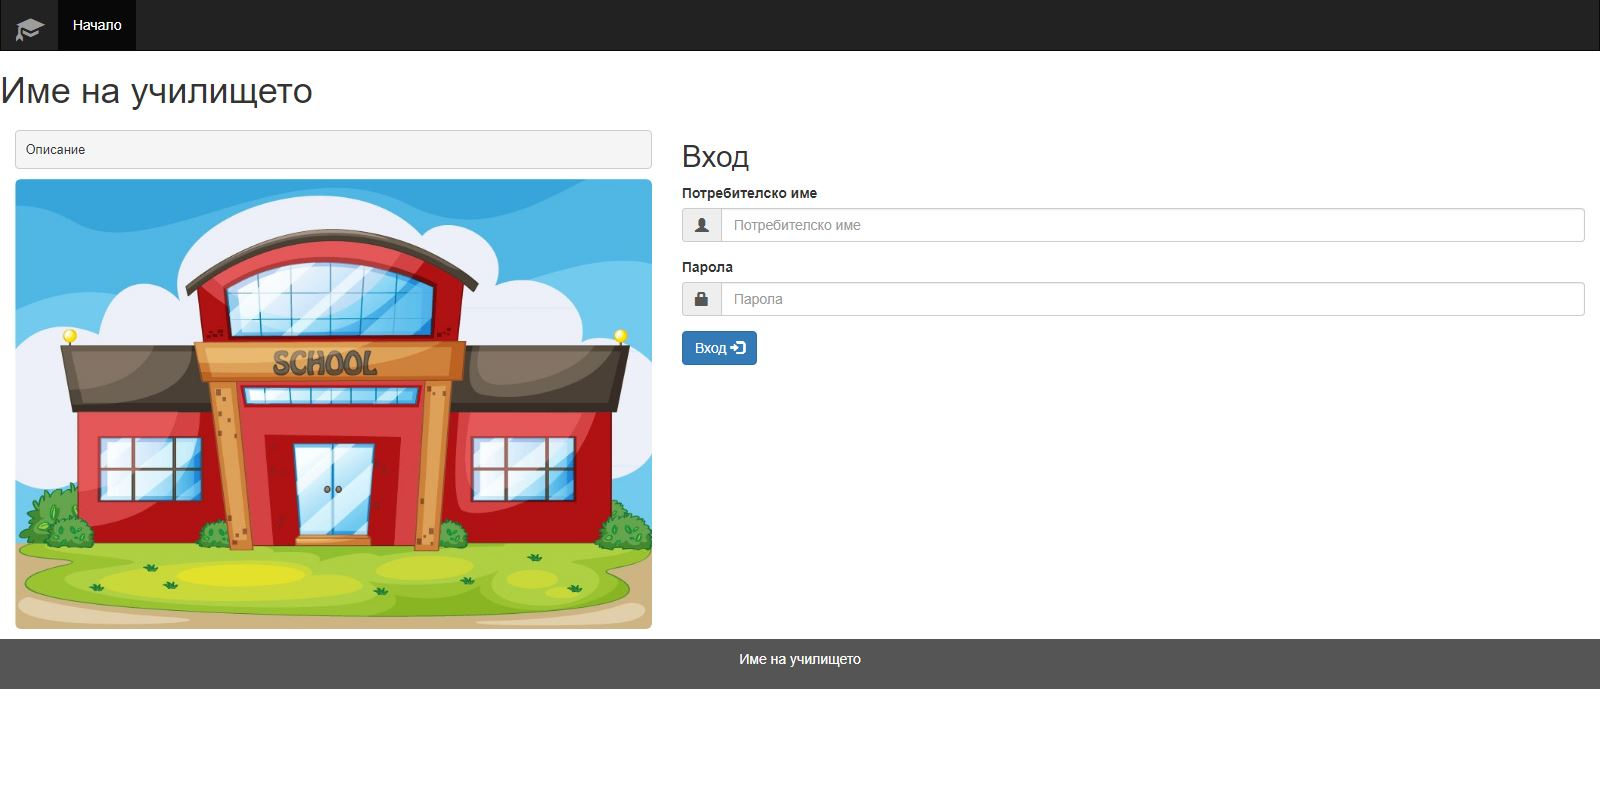 Начало
Име на училището
Описание
SCHOOL
Вход
Потребителско име
Потребителско име
Парола
Парола
Вход
Име на училището